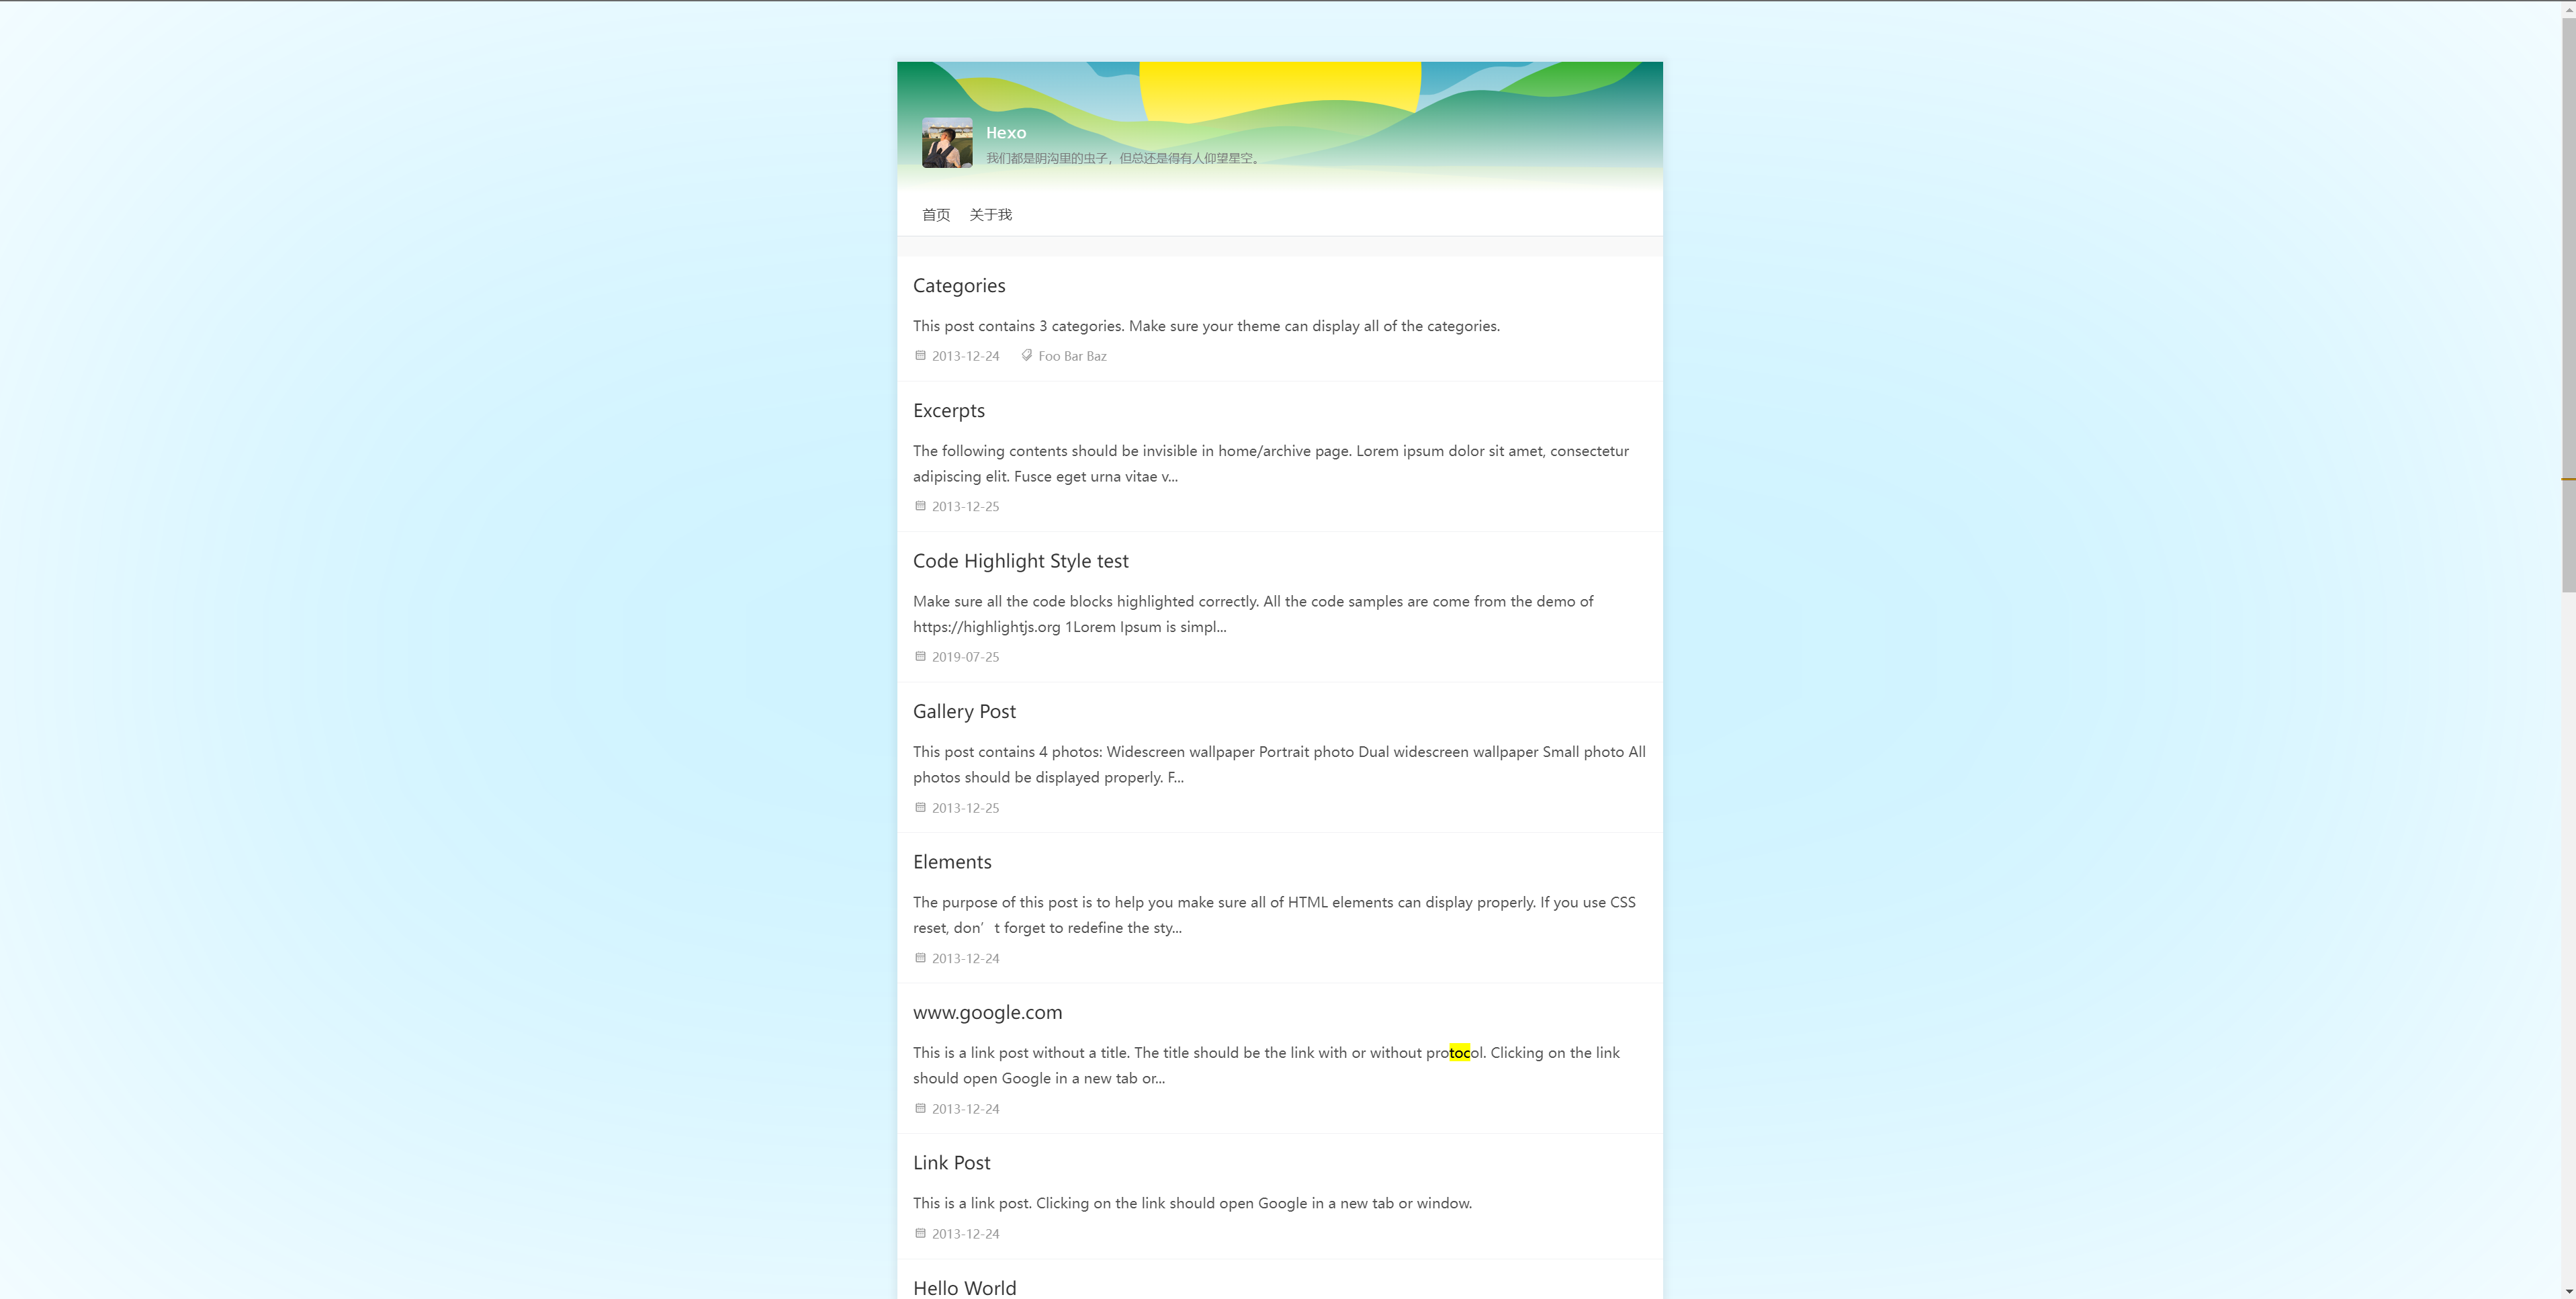 Hexo
我们都是阴沟里的虫子，但总还是得有人仰望星空。
首页 关于我
Categories
This post contains 3 categories. Make sure your theme can display all of the categories.
2013-12-24 Foo Bar Baz
Excerpts
The following contents should be invisible in home/archive page. Lorem ipsum dolor sit amet, consectetur
adipiscing elit. Fusce eget urna vitae v...
2013-12-25
Code Highlight Style test
Make sure all the code blocks highlighted correctly. All the code samples are come from the demo of
https://highlightjs.org 1Lorem Ipsum is simpl...
2019-07-25
Gallery Post
This post contains 4 photos: Widescreen wallpaper Portrait photo Dual widescreen wallpaper Small photo All
photos should be displayed properly. F...
2013-12-25
Elements
The purpose of this post is to help you make sure all of HTML elements can display properly. If you use CSS
reset, don’t forget to redefine the sty...
2013-12-24
www.google.com
This is a link post without a title. The title should be the link with or without protocol. Clicking on the link
should open Google in a new tab or...
2013-12-24
Link Post
This is a link post. Clicking on the link should open Google in a new tab or window.
2013-12-24
Hello World